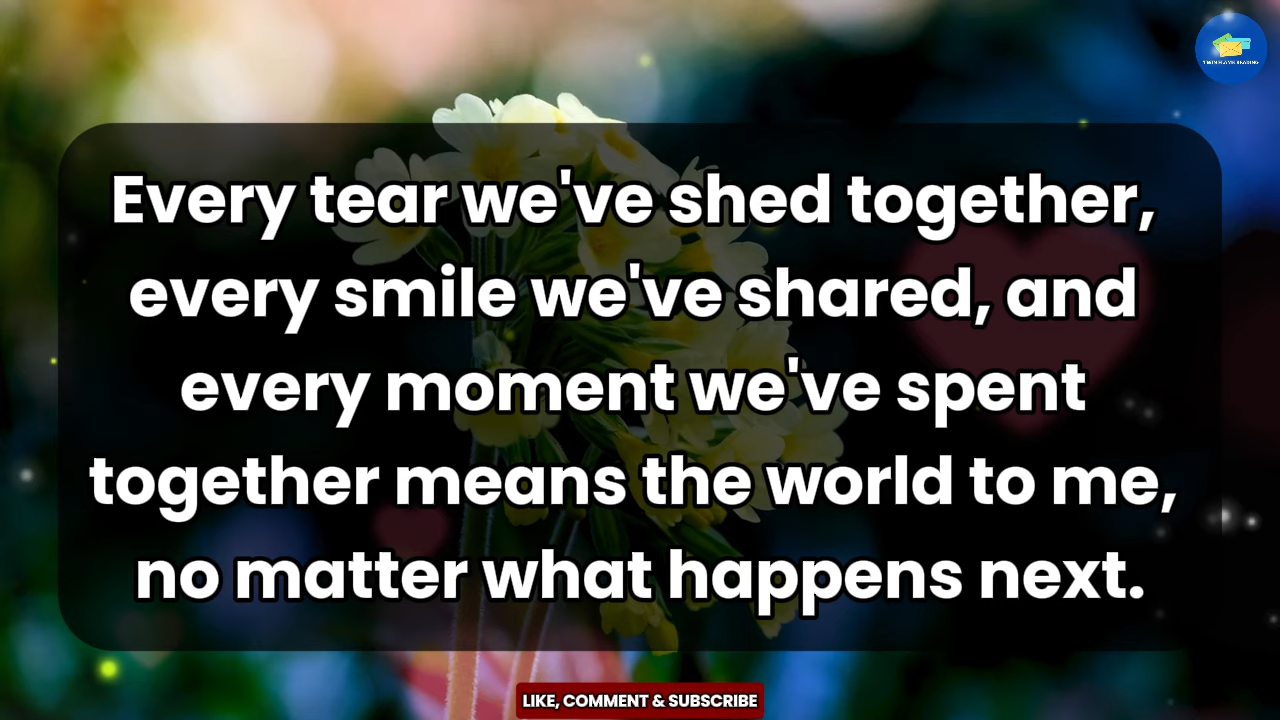 Every tear we've shed together,
every smile we've shared, and
every moment we've spent
together means the world to me,
no matter what happens next.
LIKE, COMMENT & SUBSCRIBE